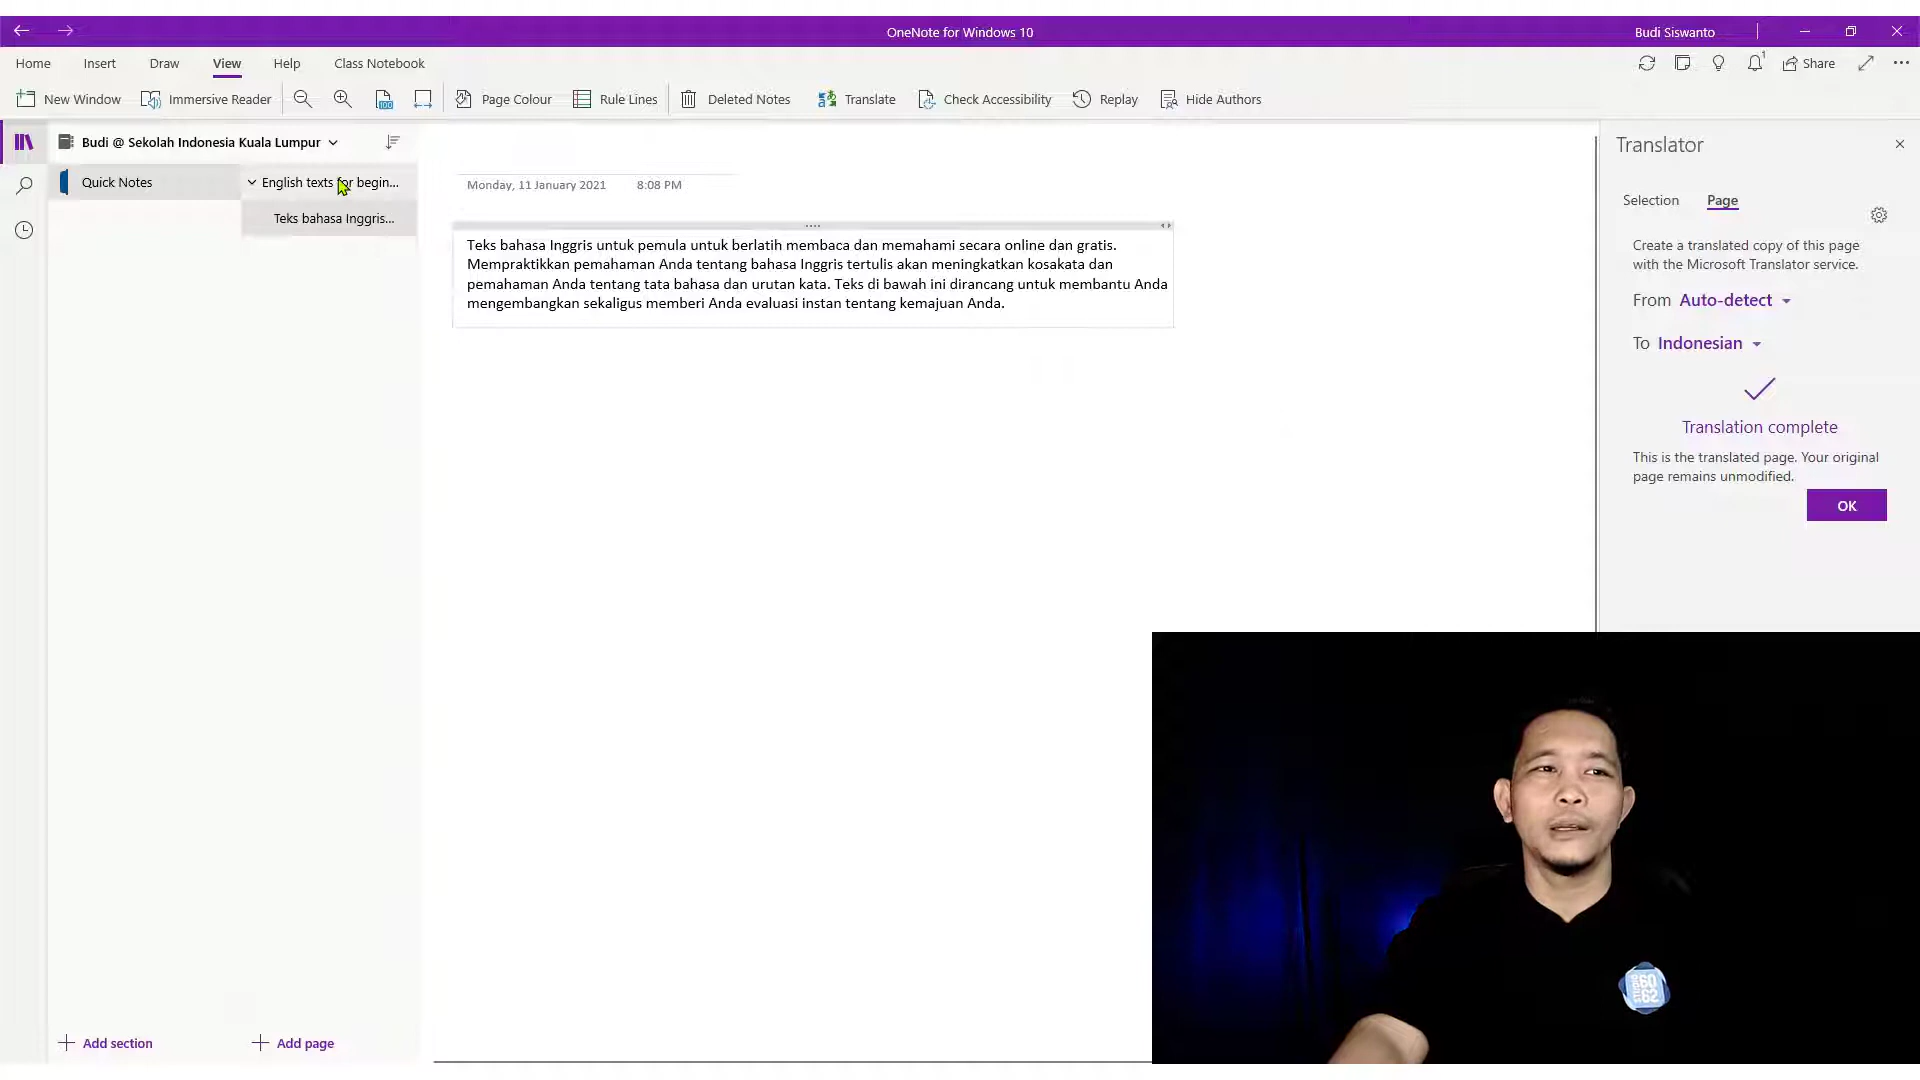 OneNote for Windows 10
Budi Siswanto
Home Insert Draw View Help Class Notebook
1
Share
New Window Immersive Reader 100 Page Colour Rule Lines Deleted Notes Translate Check Accessibility Replay Hide Authors
Budi @ Sekolah Indonesia Kuala Lumpur
Quick Notes
English texts for begin...
Teks bahasa Inggris...
Monday, 11 January 2021 8:08 PM
Teks bahasa Inggris untuk pemula untuk berlatih membaca dan memahami secara online dan gratis.
Mempraktikkan pemahaman Anda tentang bahasa Inggris tertulis akan meningkatkan kosakata dan
pemahaman Anda tentang tata bahasa dan urutan kata. Teks di bawah ini dirancang untuk membantu Anda
mengembangkan sekaligus memberi Anda evaluasi instan tentang kemajuan Anda.
Translator
Selection Page
Create a translated copy of this page
with the Microsoft Translator service.
From Auto-detect
To Indonesian
Translation complete
This is the translated page. Your original
page remains unmodified.
OK
Add section
Add page
60
62